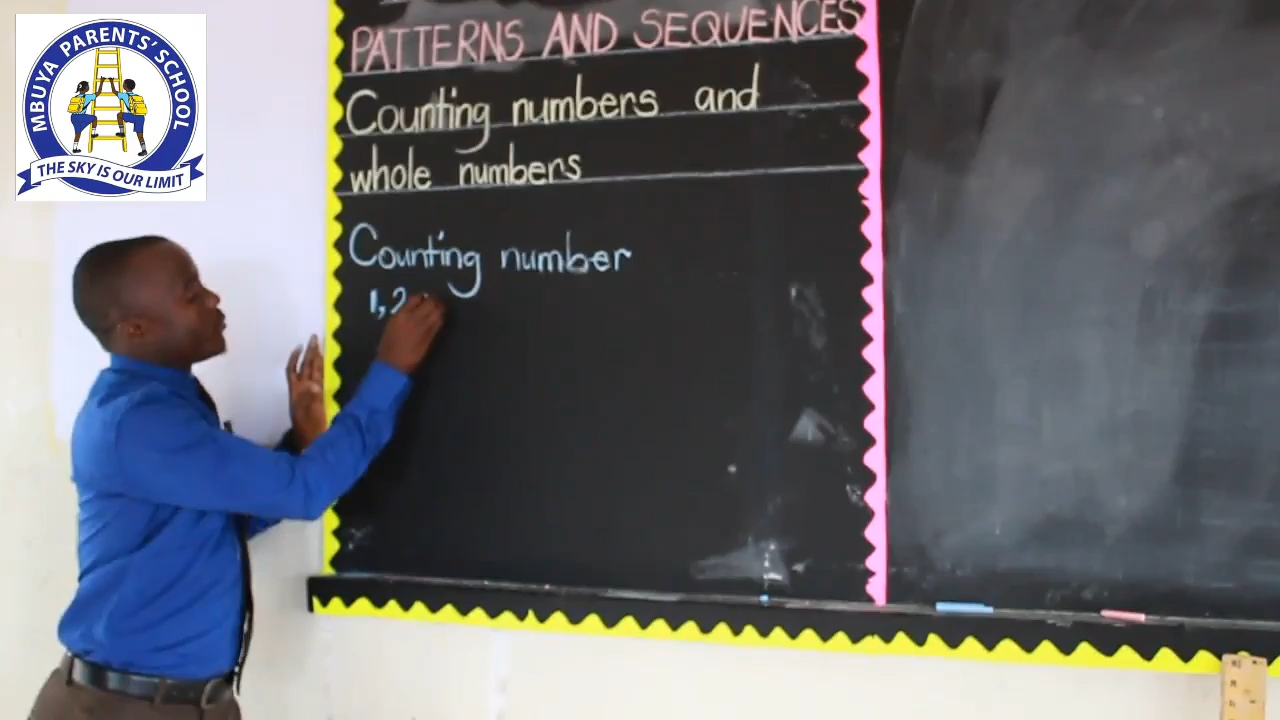 MBUYA PARENTS' SCHOOL
THE SKY IS OUR LIMIT
PATTERNS AND SEQUENCES
Counting numbers and
whole numbers
Counting number
1, 2